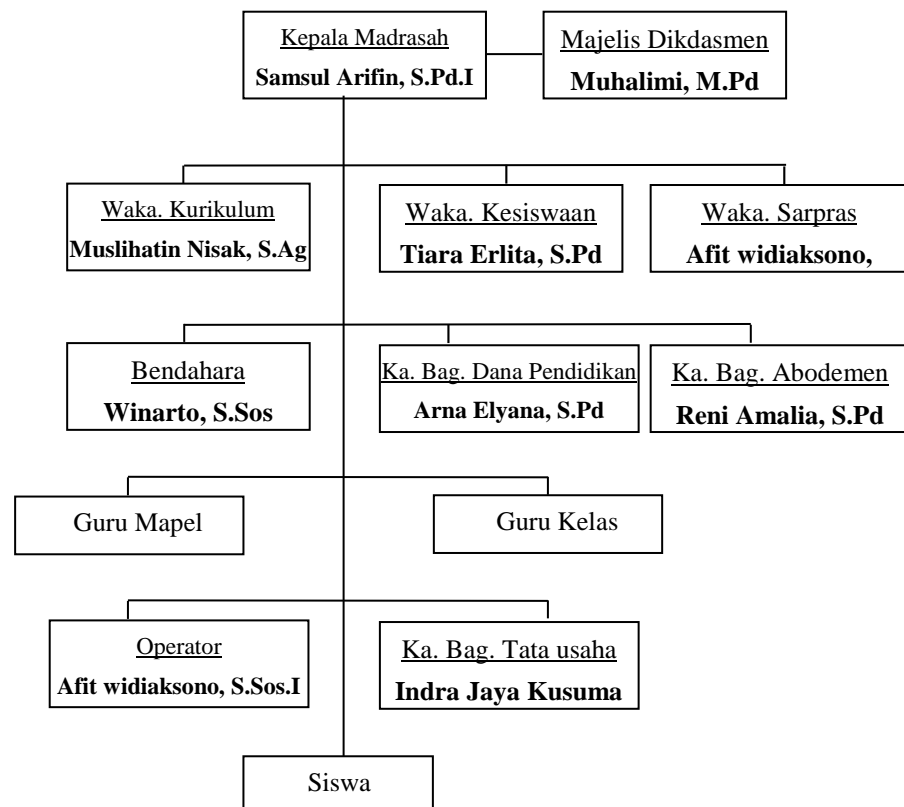 Kepala Madrasah
Samsul Arifin, S.Pd.I
Majelis Dikdasmen
Muhalimi, M.Pd
Waka. Kurikulum
Muslihatin Nisak, S.Ag
Waka. Kesiswaan
Tiara Erlita, S.Pd
Waka. Sarpras
Afit widiaksono,
Bendahara
Winarto, S.Sos
Ka. Bag. Dana Pendidikan
Arna Elyana, S.Pd
Ka. Bag. Abodemen
Reni Amalia, S.Pd
Guru Mapel
Guru Kelas
Operator
Afit widiaksono, S.Sos.I
Ka. Bag. Tata usaha
Indra Jaya Kusuma
Siswa